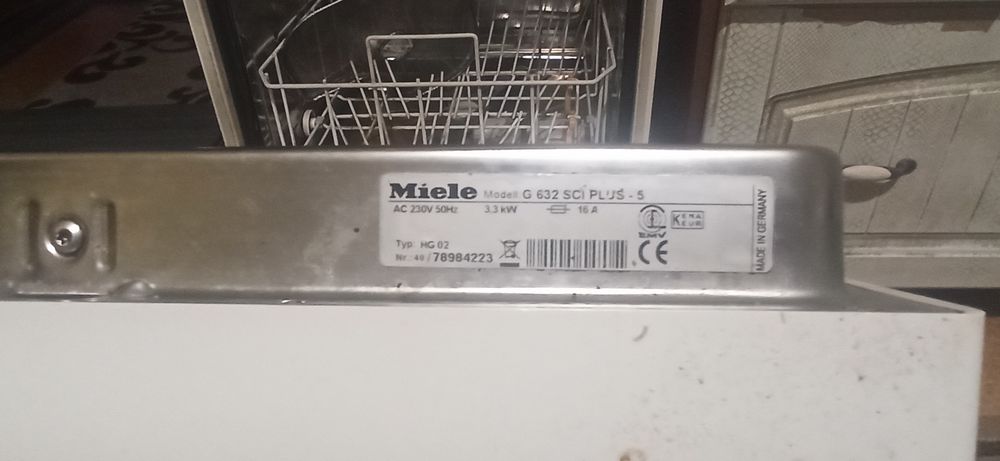 Miele Modell G 632 SCi PLUS - 5
AC 230V 50Hz 3,3 kW 16 A
KEMA
KEUR
EMV
Typ: HG 02
Nr.: 40 / 78984223
CE
MADE IN GERMANY